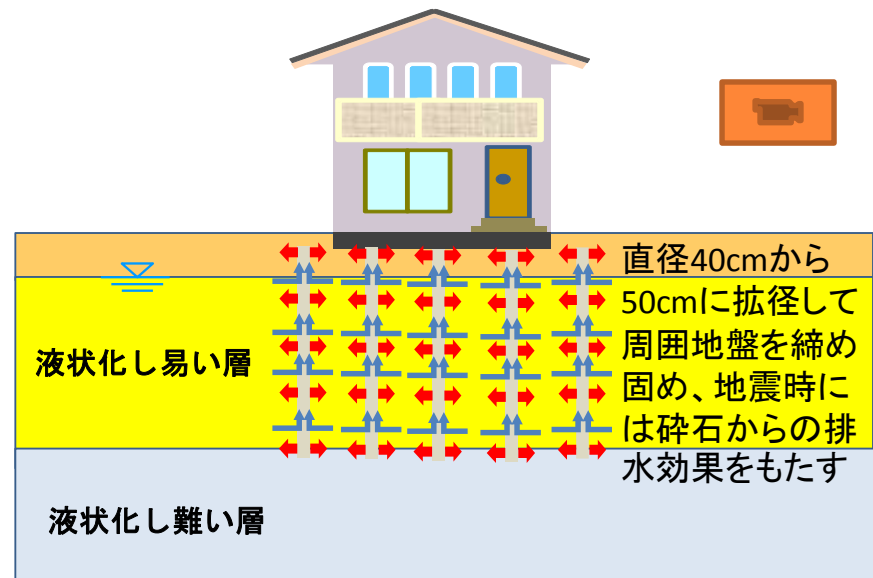 直径40cmから
50cmに拡径して
周囲地盤を締め
固め、地震時に
は砕石からの排
水効果をもたす
液状化し易い層
液状化し難い層